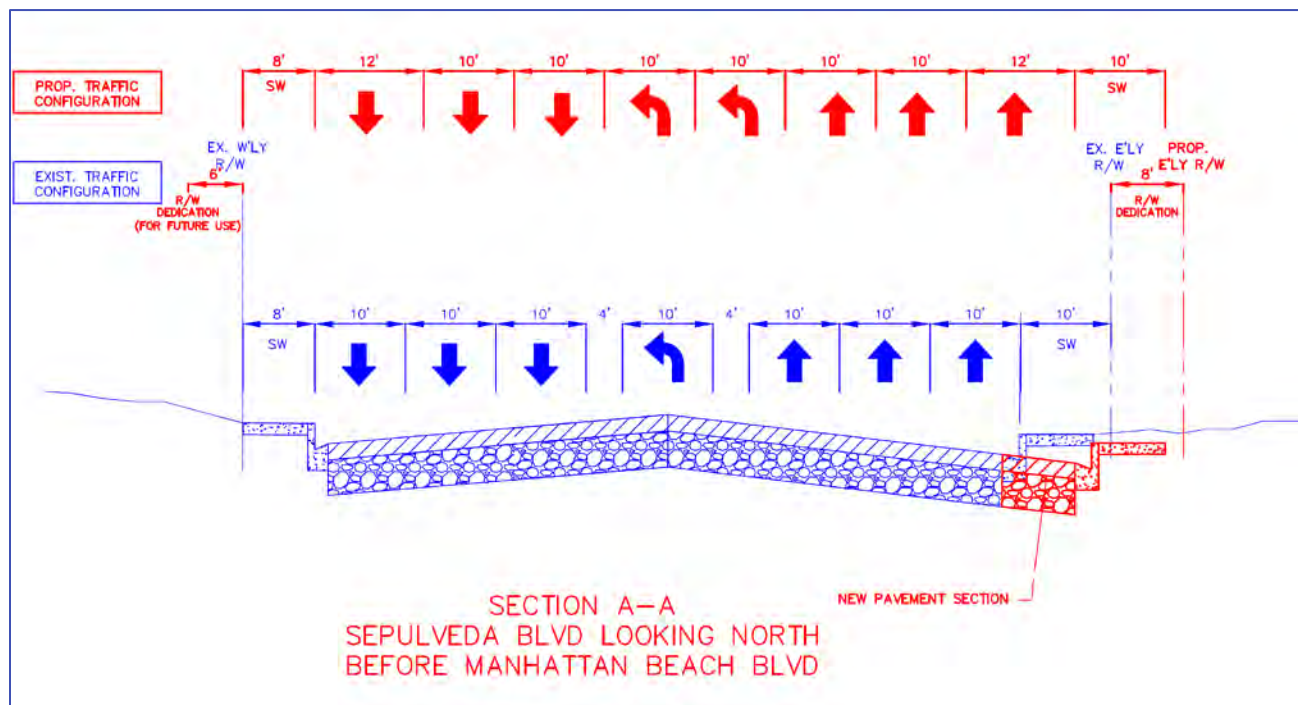 8' 12' 10' 10' 10' 10' 10' 10' 12' 10'
SW SW
PROP. TRAFFIC
CONFIGURATION
EX. W'LY
R/W
EX. E'LY
R/W
PROP.
E'LY R/W
EXIST. TRAFFIC
CONFIGURATION
6'
R/W
DEDICATION
(FOR FUTURE USE)
8'
R/W
DEDICATION
8' 10' 10' 10' 4' 10' 4' 10' 10' 10' 10'
SW SW
NEW PAVEMENT SECTION
SECTION A-A
SEPULVEDA BLVD LOOKING NORTH
BEFORE MANHATTAN BEACH BLVD